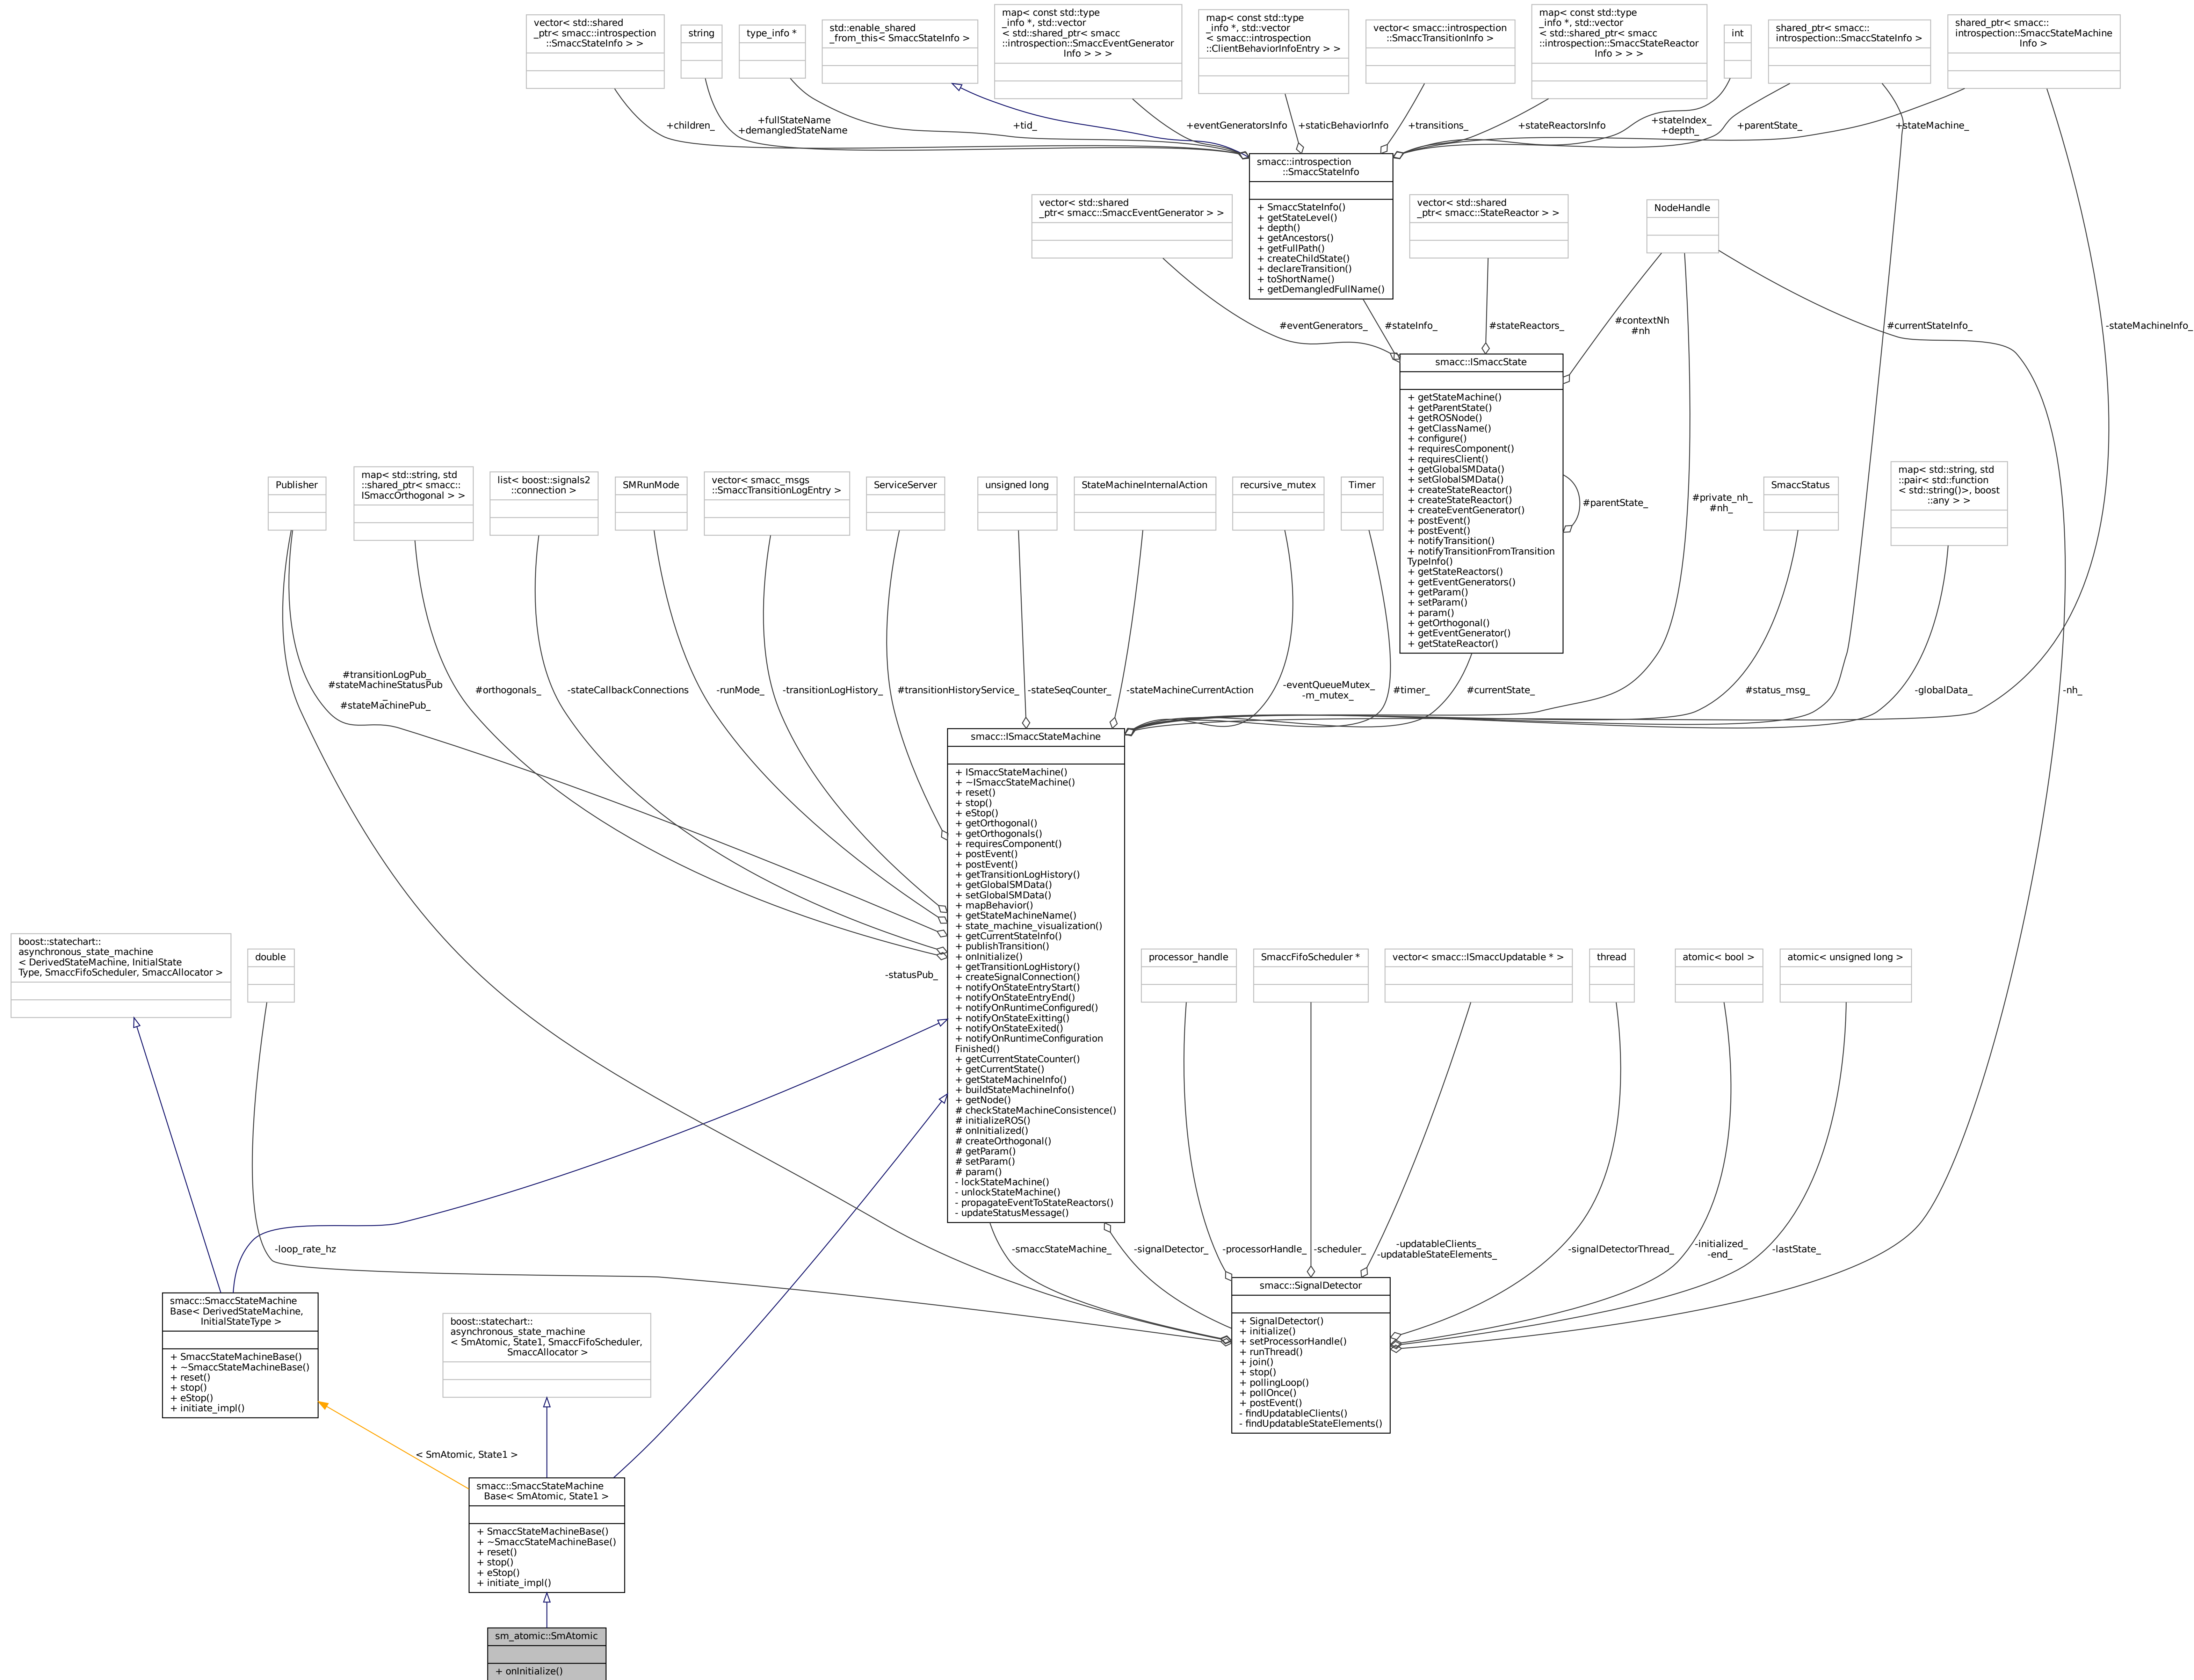 vector< std::shared
_ptr< smacc::introspection
::SmaccStateInfo > >
string
type_info *
std::enable_shared
_from_this< SmaccStateInfo >
map< const std::type
_info *, std::vector
< std::shared_ptr< smacc
::introspection::SmaccEventGenerator
Info > > >
map< const std::type
_info *, std::vector
< smacc::introspection
::ClientBehaviorInfoEntry > >
vector< smacc::introspection
::SmaccTransitionInfo >
map< const std::type
_info *, std::vector
< std::shared_ptr< smacc
::introspection::SmaccStateReactor
Info > > >
int
shared_ptr< smacc::
introspection::SmaccStateInfo >
shared_ptr< smacc::
introspection::SmaccStateMachine
Info >
+children_
+fullStateName
+demangledStateName
+tid_
+eventGeneratorsInfo
+staticBehaviorInfo
+transitions_
+stateReactorsInfo
+stateIndex_
+depth_
+parentState_
+stateMachine_
smacc::introspection
::SmaccStateInfo
+ SmaccStateInfo()
+ getStateLevel()
+ depth()
+ getAncestors()
+ getFullPath()
+ createChildState()
+ declareTransition()
+ toShortName()
+ getDemangledFullName()
vector< std::shared
_ptr< smacc::SmaccEventGenerator > >
vector< std::shared
_ptr< smacc::StateReactor > >
NodeHandle
#eventGenerators_
#stateInfo_
#stateReactors_
#contextNh
#nh
#currentStateInfo_
-stateMachineInfo_
smacc::ISmaccState
+ getStateMachine()
+ getParentState()
+ getROSNode()
+ getClassName()
+ configure()
+ requiresComponent()
+ requiresClient()
+ getGlobalSMData()
+ setGlobalSMData()
+ createStateReactor()
+ createStateReactor()
+ createEventGenerator()
+ postEvent()
+ postEvent()
+ notifyTransition()
+ notifyTransitionFromTransition
TypeInfo()
+ getStateReactors()
+ getEventGenerators()
+ getParam()
+ setParam()
+ param()
+ getOrthogonal()
+ getEventGenerator()
+ getStateReactor()
#parentState_
#private_nh_
#nh_
Publisher
map< std::string, std
::shared_ptr< smacc::
ISmaccOrthogonal > >
list< boost::signals2
::connection >
SMRunMode
vector< smacc_msgs
::SmaccTransitionLogEntry >
ServiceServer
unsigned long
StateMachineInternalAction
recursive_mutex
Timer
SmaccStatus
map< std::string, std
::pair< std::function
< std::string()>, boost
::any > >
#transitionLogPub_
#stateMachineStatusPub
_
#stateMachinePub_
#orthogonals_
-stateCallbackConnections
-runMode_
-transitionLogHistory_
#transitionHistoryService_
-stateSeqCounter_
-stateMachineCurrentAction
-eventQueueMutex_
-m_mutex_
#timer_
#currentState_
#status_msg_
-globalData_
-nh_
smacc::ISmaccStateMachine
+ ISmaccStateMachine()
+ ~ISmaccStateMachine()
+ reset()
+ stop()
+ eStop()
+ getOrthogonal()
+ getOrthogonals()
+ requiresComponent()
+ postEvent()
+ postEvent()
+ getTransitionLogHistory()
+ getGlobalSMData()
+ setGlobalSMData()
+ mapBehavior()
+ getStateMachineName()
+ state_machine_visualization()
+ getCurrentStateInfo()
+ publishTransition()
+ onInitialize()
+ getTransitionLogHistory()
+ createSignalConnection()
+ notifyOnStateEntryStart()
+ notifyOnStateEntryEnd()
+ notifyOnRuntimeConfigured()
+ notifyOnStateExitting()
+ notifyOnStateExited()
+ notifyOnRuntimeConfiguration
Finished()
+ getCurrentStateCounter()
+ getCurrentState()
+ getStateMachineInfo()
+ buildStateMachineInfo()
+ getNode()
# checkStateMachineConsistence()
# initializeROS()
# onInitialized()
# createOrthogonal()
# getParam()
# setParam()
# param()
- lockStateMachine()
- unlockStateMachine()
- propagateEventToStateReactors()
- updateStatusMessage()
boost::statechart::
asynchronous_state_machine
< DerivedStateMachine, InitialState
Type, SmaccFifoScheduler, SmaccAllocator >
double
-statusPub_
processor_handle
SmaccFifoScheduler *
vector< smacc::ISmaccUpdatable * >
thread
atomic< bool >
atomic< unsigned long >
-loop_rate_hz
-smaccStateMachine_
-signalDetector_
-processorHandle_
-scheduler_
-updatableClients_
-updatableStateElements_
-signalDetectorThread_
-initialized_
-end_
-lastState_
smacc::SmaccStateMachine
Base< DerivedStateMachine,
InitialStateType >
+ SmaccStateMachineBase()
+ ~SmaccStateMachineBase()
+ reset()
+ stop()
+ eStop()
+ initiate_impl()
boost::statechart::
asynchronous_state_machine
< SmAtomic, State1, SmaccFifoScheduler,
SmaccAllocator >
smacc::SignalDetector
+ SignalDetector()
+ initialize()
+ setProcessorHandle()
+ runThread()
+ join()
+ stop()
+ pollingLoop()
+ pollOnce()
+ postEvent()
- findUpdatableClients()
- findUpdatableStateElements()
< SmAtomic, State1 >
smacc::SmaccStateMachine
Base< SmAtomic, State1 >
+ SmaccStateMachineBase()
+ ~SmaccStateMachineBase()
+ reset()
+ stop()
+ eStop()
+ initiate_impl()
sm_atomic::SmAtomic
+ onInitialize()